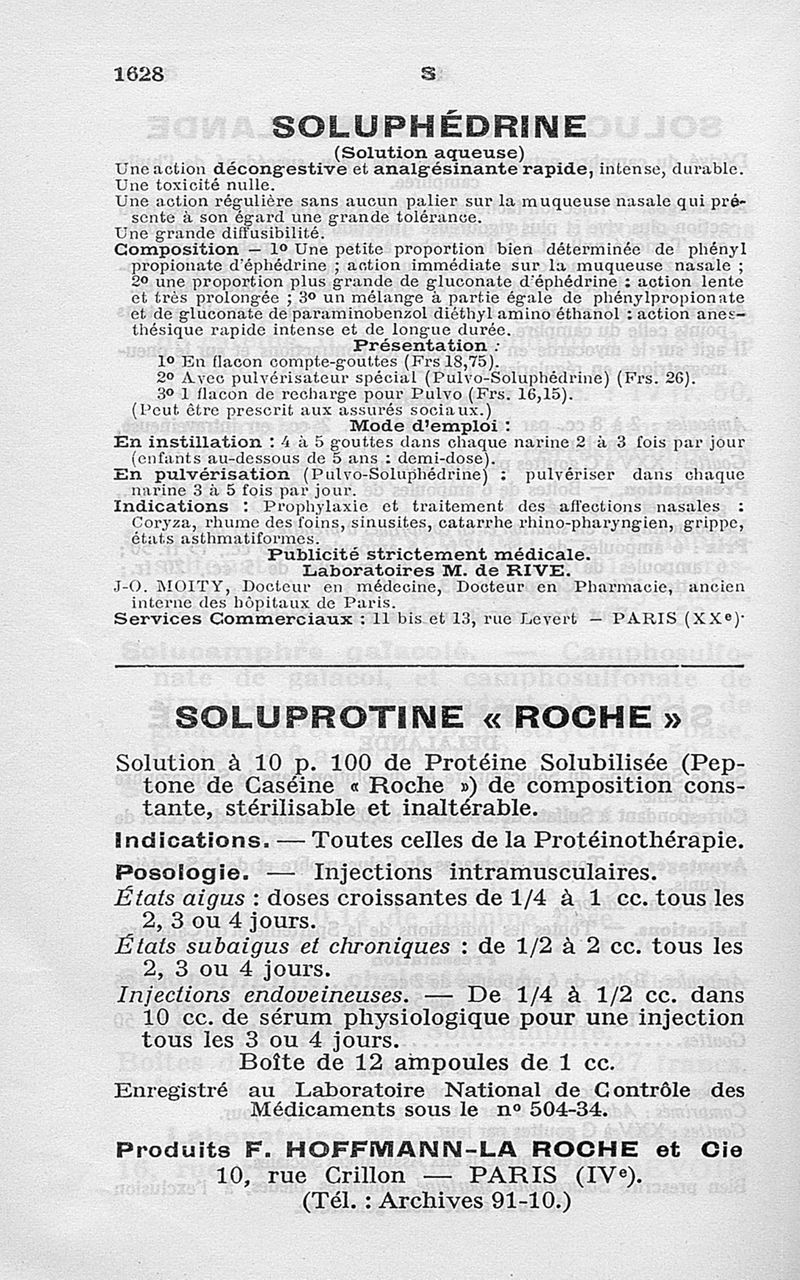 1628
S
SOLUPHÉDRINE
(Solution aqueuse)
Une action décongestive et analgésinante rapide, intense, durable.
Une toxicité nulle.
Une action régulière sans aucun palier sur la muqueuse nasale qui pré-
sente à son égard une grande tolérance.
Une grande diffusibilité.
Composition — 1º Une petite proportion bien déterminée de phényl
propionate d'éphédrine ; action immédiate sur la muqueuse nasale ;
2º une proportion plus grande de gluconate d'éphédrine : action lente
et très prolongée ; 3º un mélange à partie égale de phénylpropionate
et de gluconate de paraminobenzol diéthyl amino éthanol : action anes-
thésique rapide intense et de longue durée.
Présentation :
1º En flacon compte-gouttes (Frs 18,75).
2º Avec pulvérisateur spécial (Pulvo-Soluphédrine) (Frs. 26).
3º 1 flacon de recharge pour Pulvo (Frs. 16,15).
(Peut être prescrit aux assurés sociaux.)
Mode d'emploi :
En instillation : 4 à 5 gouttes dans chaque narine 2 à 3 fois par jour
(enfants au-dessous de 5 ans : demi-dose).
En pulvérisation (Pulvo-Soluphédrine) : pulvériser dans chaque
narine 3 à 5 fois par jour.
Indications : Prophylaxie et traitement des affections nasales :
Coryza, rhume des foins, sinusites, catarrhe rhino-pharyngien, grippe,
états asthmatiformes.
Publicité strictement médicale.
Laboratoires M. de RIVE.
J-O. MOITY, Docteur en médecine, Docteur en Pharmacie, ancien
interne des hôpitaux de Paris.
Services Commerciaux : 11 bis et 13, rue Levert — PARIS (XXe)·
SOLUPROTINE « ROCHE »
Solution à 10 p. 100 de Protéine Solubilisée (Pep-
tone de Caséine « Roche ») de composition cons-
tante, stérilisable et inaltérable.
Indications. — Toutes celles de la Protéinothérapie.
Posologie. — Injections intramusculaires.
États aigus : doses croissantes de 1/4 à 1 cc. tous les
2, 3 ou 4 jours.
États subaigus et chroniques : de 1/2 à 2 cc. tous les
2, 3 ou 4 jours.
Injections endoveineuses. — De 1/4 à 1/2 cc. dans
10 cc. de sérum physiologique pour une injection
tous les 3 ou 4 jours.
Boîte de 12 ampoules de 1 cc.
Enregistré au Laboratoire National de Contrôle des
Médicaments sous le nº 504-34.
Produits F. HOFFMANN-LA ROCHE et Cie
10, rue Crillon — PARIS (IVe).
(Tél. : Archives 91-10.)